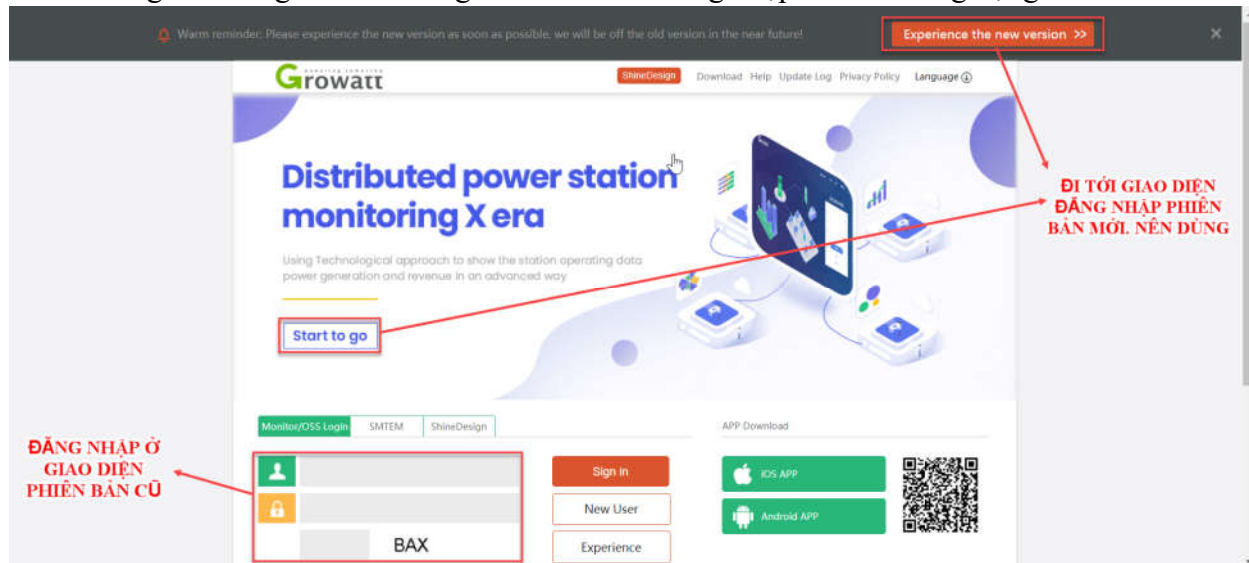 Warm reminder: Please experience the new version as soon as possible, we will be off the old version in the near future!
Experience the new version >>
Growatt
ShineDesign
Download Help Update Log Privacy Policy Language
Distributed power station
monitoring X era
Using Technological approach to show the station operating data
power generation and revenue in an advanced way
Start to go
ĐI TỚI GIAO DIỆN
ĐĂNG NHẬP PHIÊN
BẢN MỚI. NÊN DÙNG
Monitor/OSS Login SMTEM ShineDesign
APP Download
ĐĂNG NHẬP Ở
GIAO DIỆN
PHIÊN BẢN CŨ
Sign in
New User
BAX
Experience
IOS APP
Android APP